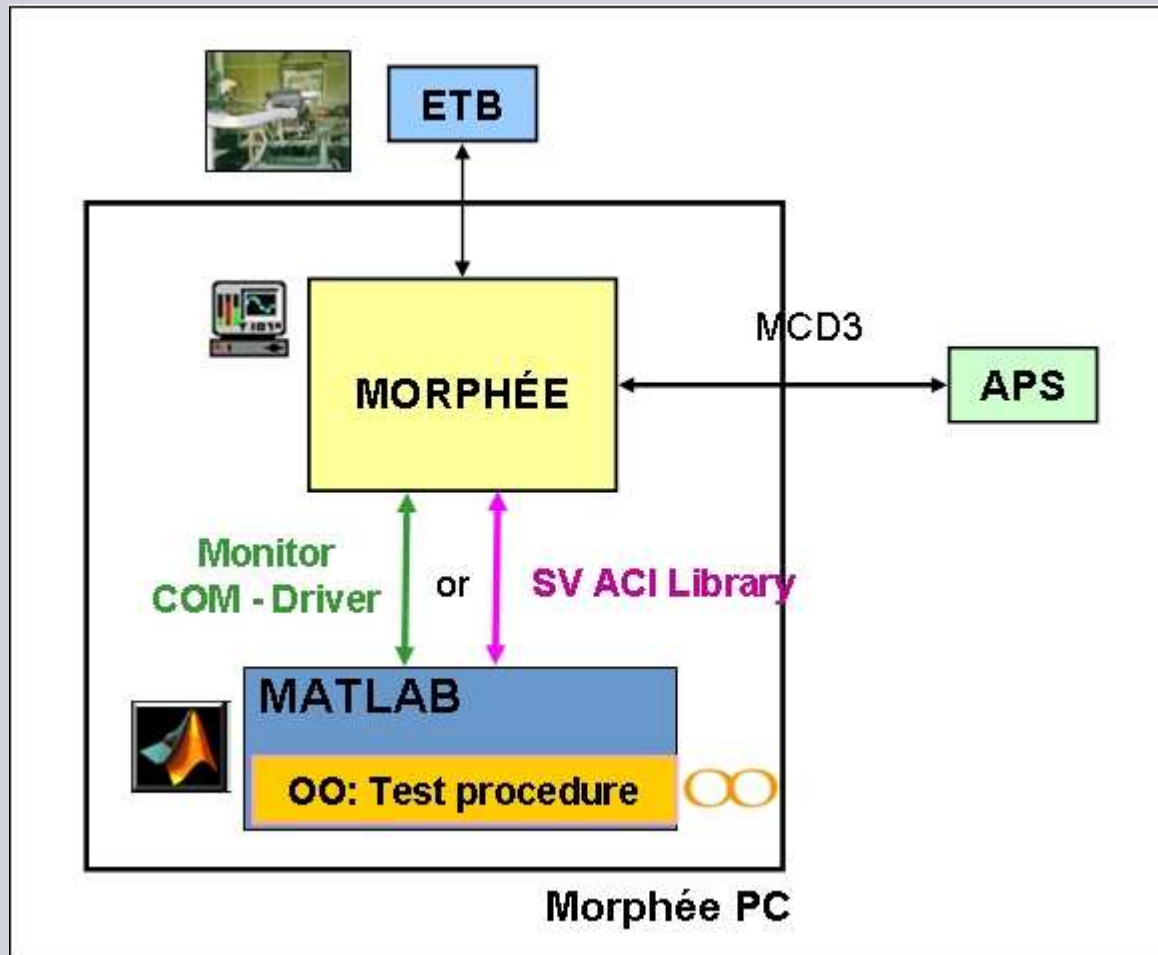 ETB
MORPHÉE
MCD3
APS
Monitor
COM - Driver
or
SV ACI Library
MATLAB
OO: Test procedure
Morphée PC